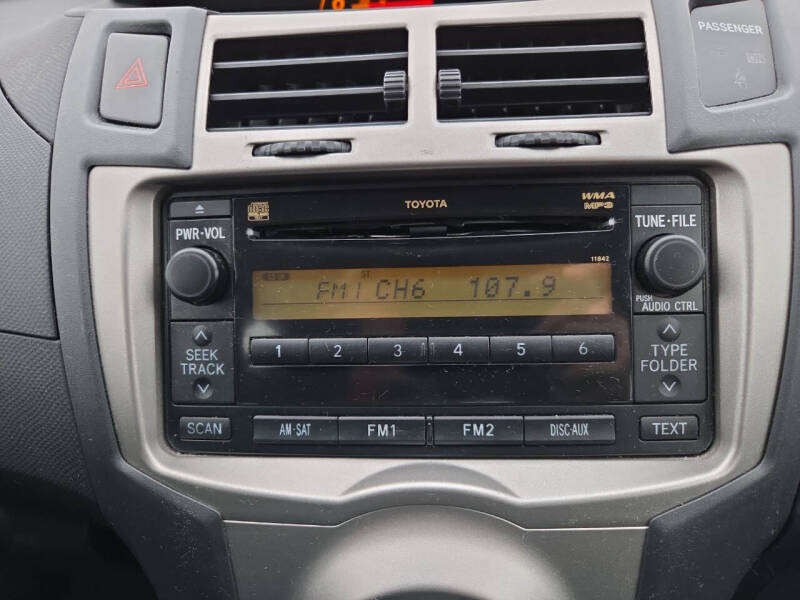 PASSENGER
TOYOTA
WMA
MP3
PWR·VOL
TUNE·FILE
11842
ST
FM1 CH6 107.9
PUSH
AUDIO CTRL
1 2 3 4 5 6
SEEK
TRACK
TYPE
FOLDER
SCAN
AM·SAT
FM1
FM2
DISC·AUX
TEXT